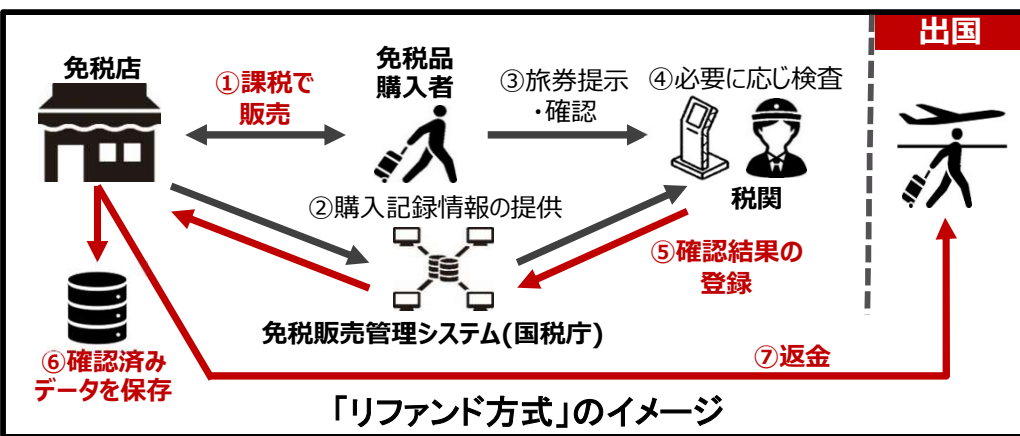 出国
免税店
①課税で
販売
免税品
購入者
③旅券提示
・確認
④必要に応じ検査
税関
②購入記録情報の提供
⑤確認結果の
登録
免税販売管理システム(国税庁)
⑥確認済み
データを保存
⑦返金
「リファンド方式」のイメージ